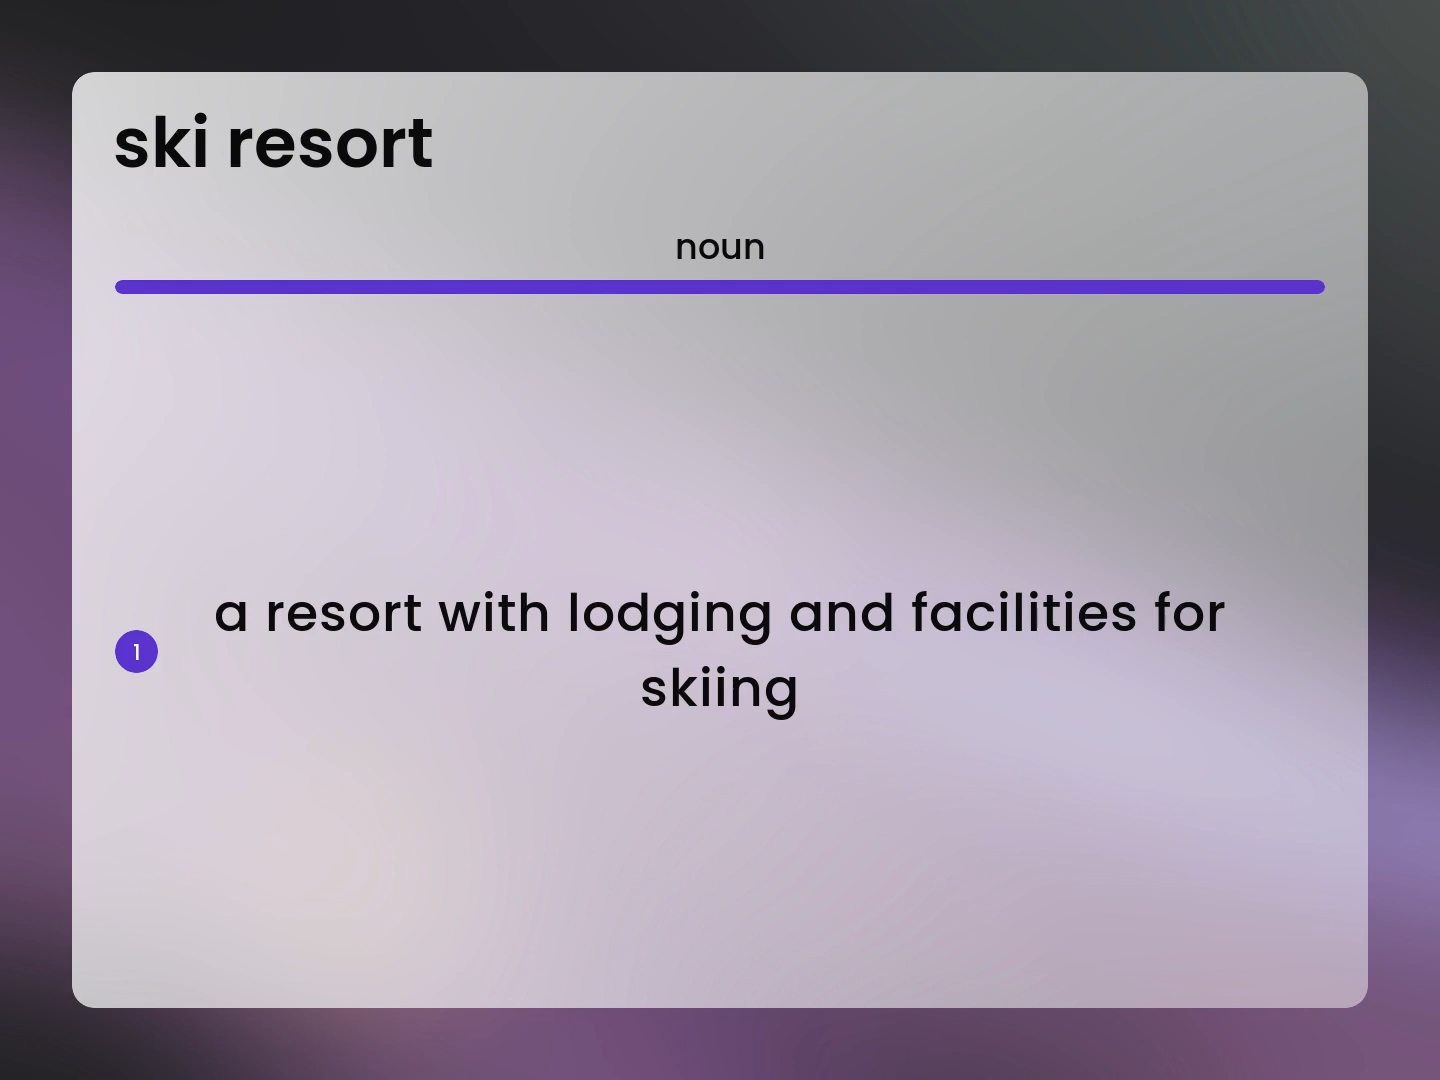 ski resort
noun
1
a resort with lodging and facilities for
skiing